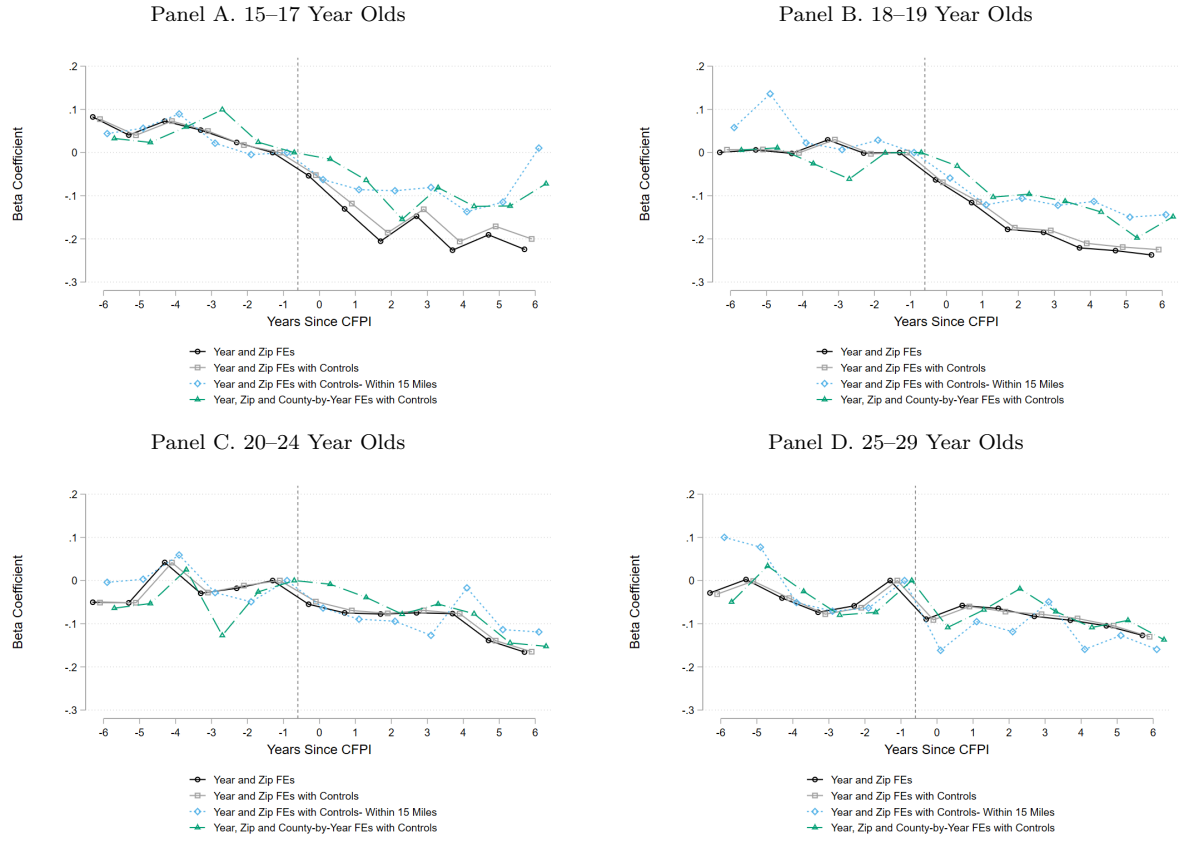 Panel A. 15–17 Year Olds
Beta Coefficient
.2
.1
0
-.1
-.2
-.3
-6 -5 -4 -3 -2 -1 0 1 2 3 4 5 6
Years Since CFPI
Year and Zip FEs
Year and Zip FEs with Controls
Year and Zip FEs with Controls- Within 15 Miles
Year, Zip and County-by-Year FEs with Controls
Panel B. 18–19 Year Olds
Beta Coefficient
.2
.1
0
-.1
-.2
-.3
-6 -5 -4 -3 -2 -1 0 1 2 3 4 5 6
Years Since CFPI
Year and Zip FEs
Year and Zip FEs with Controls
Year and Zip FEs with Controls- Within 15 Miles
Year, Zip and County-by-Year FEs with Controls
Panel C. 20–24 Year Olds
Beta Coefficient
.2
.1
0
-.1
-.2
-.3
-6 -5 -4 -3 -2 -1 0 1 2 3 4 5 6
Years Since CFPI
Year and Zip FEs
Year and Zip FEs with Controls
Year and Zip FEs with Controls- Within 15 Miles
Year, Zip and County-by-Year FEs with Controls
Panel D. 25–29 Year Olds
Beta Coefficient
.2
.1
0
-.1
-.2
-.3
-6 -5 -4 -3 -2 -1 0 1 2 3 4 5 6
Years Since CFPI
Year and Zip FEs
Year and Zip FEs with Controls
Year and Zip FEs with Controls- Within 15 Miles
Year, Zip and County-by-Year FEs with Controls